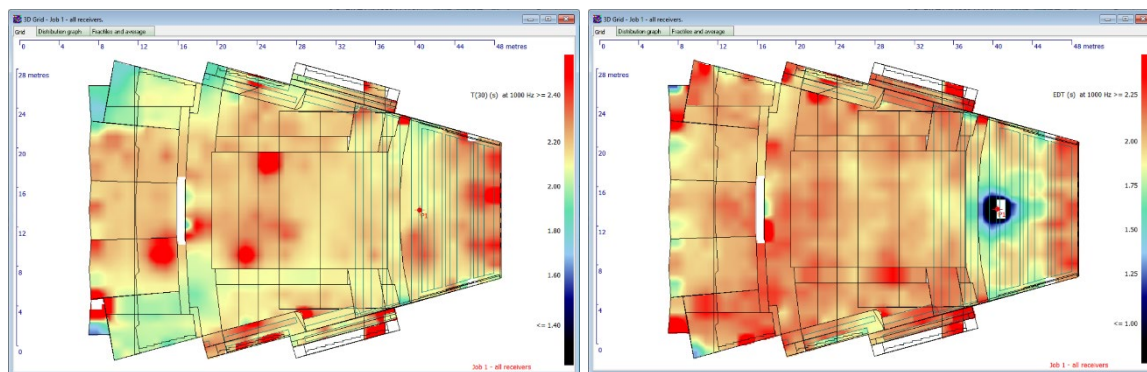 3D Grid - Job 1 - all receivers.
Grid Distribution graph Fractiles and average
0 4 8 12 16 20 24 28 32 36 40 44 48 metres
28 metres
24
20
16
12
8
4
0
T(30) (s) at 1000 Hz >= 2.40
2.20
2.00
1.80
1.60
<= 1.40
P1
Job 1 - all receivers
3D Grid - Job 1 - all receivers.
Grid Distribution graph Fractiles and average
0 4 8 12 16 20 24 28 32 36 40 44 48 metres
28 metres
24
20
16
12
8
4
0
EDT (s) at 1000 Hz >= 2.25
2.00
1.75
1.50
1.25
<= 1.00
Job 1 - all receivers